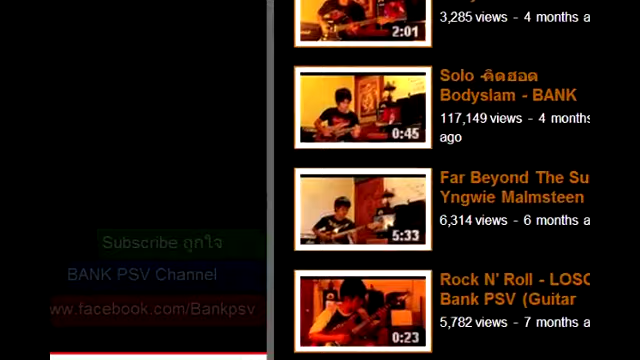 3,285 views - 4 months a
2:01
Solo -คิดฮอด
Bodyslam - BANK
117,149 views - 4 months
ago
0:45
Far Beyond The Su
Yngwie Malmsteen
6,314 views - 6 months a
5:33
Subscribe ถูกใจ
BANK PSV Channel
www.facebook.com/Bankpsv
Rock N' Roll - LOSO
Bank PSV (Guitar
5,782 views - 7 months a
0:23